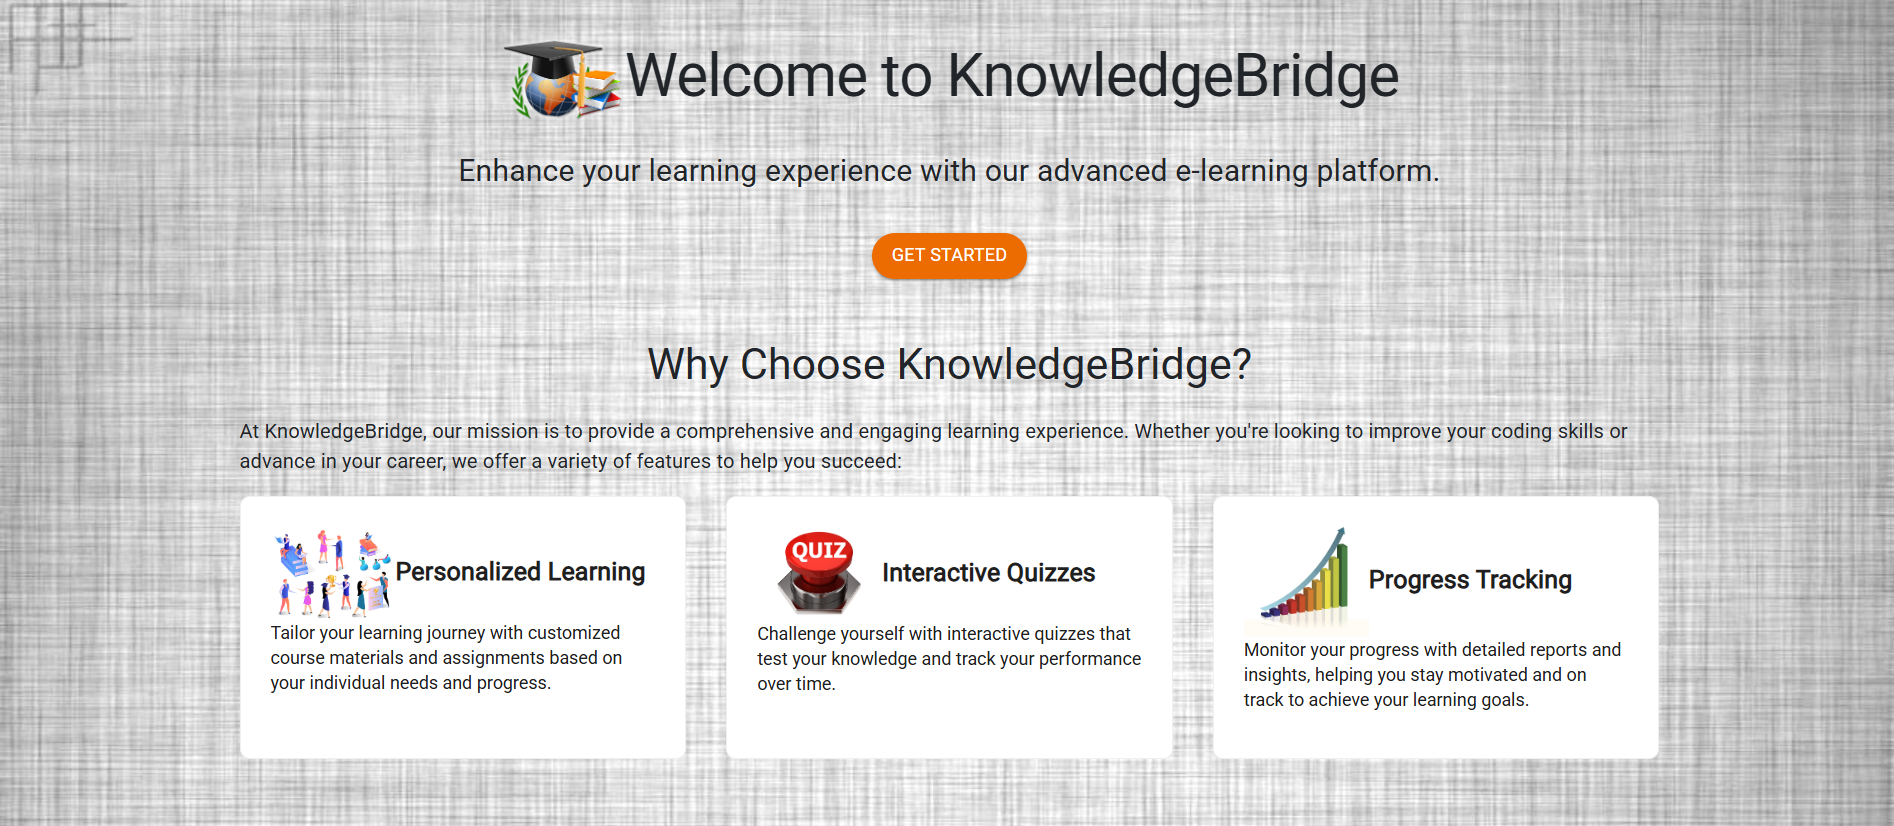 Welcome to KnowledgeBridge
Enhance your learning experience with our advanced e-learning platform.
GET STARTED
Why Choose KnowledgeBridge?
At KnowledgeBridge, our mission is to provide a comprehensive and engaging learning experience. Whether you're looking to improve your coding skills or
advance in your career, we offer a variety of features to help you succeed:
Personalized Learning
Tailor your learning journey with customized
course materials and assignments based on
your individual needs and progress.
QUIZ
Interactive Quizzes
Challenge yourself with interactive quizzes that
test your knowledge and track your performance
over time.
Progress Tracking
Monitor your progress with detailed reports and
insights, helping you stay motivated and on
track to achieve your learning goals.